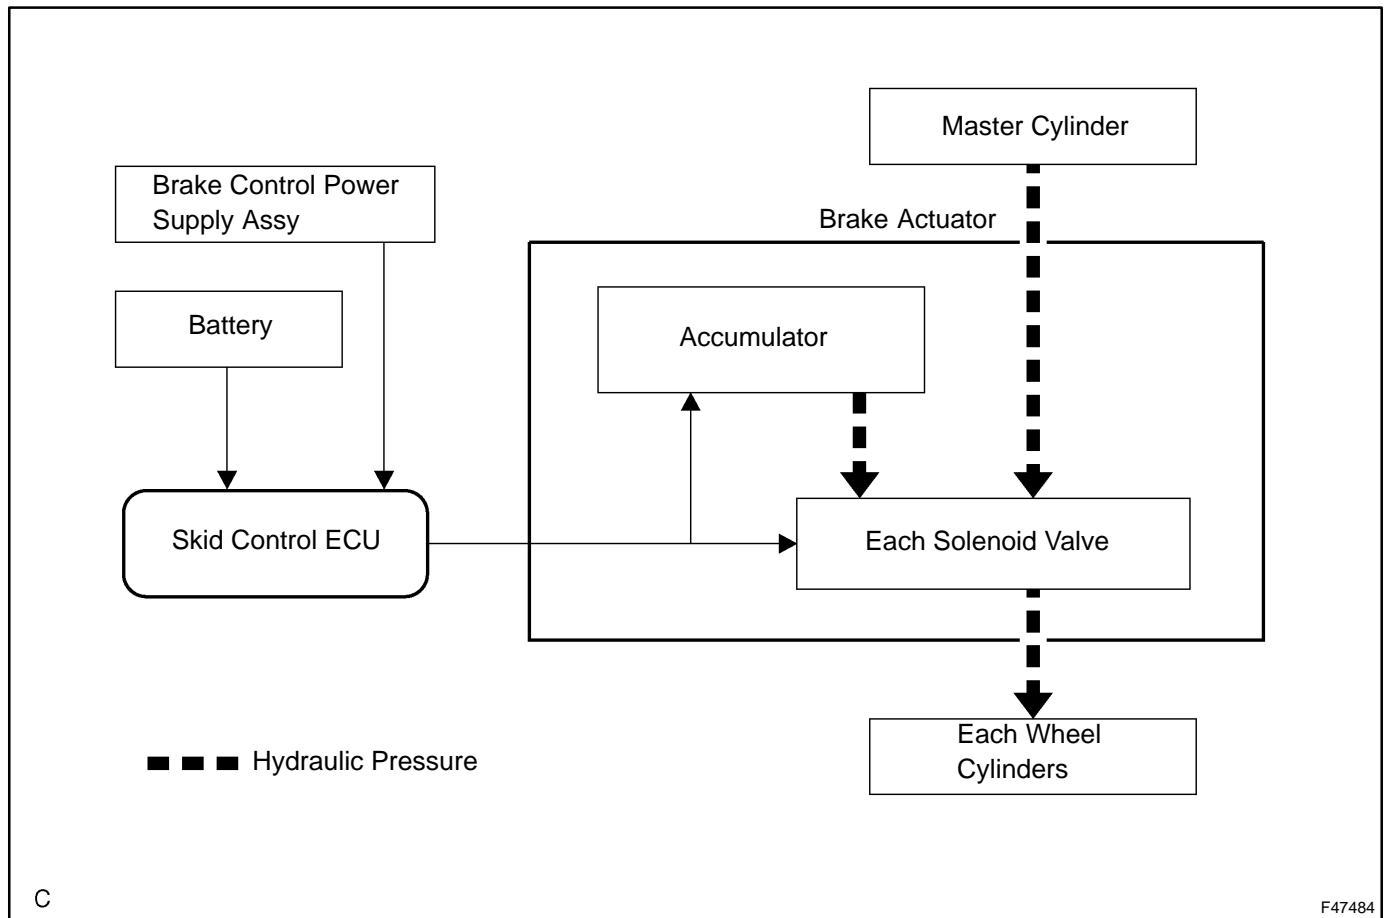 Master Cylinder
Brake Control Power
Supply Assy
Brake Actuator
Battery
Accumulator
Skid Control ECU
Each Solenoid Valve
Each Wheel
Cylinders
Hydraulic Pressure
C
F47484